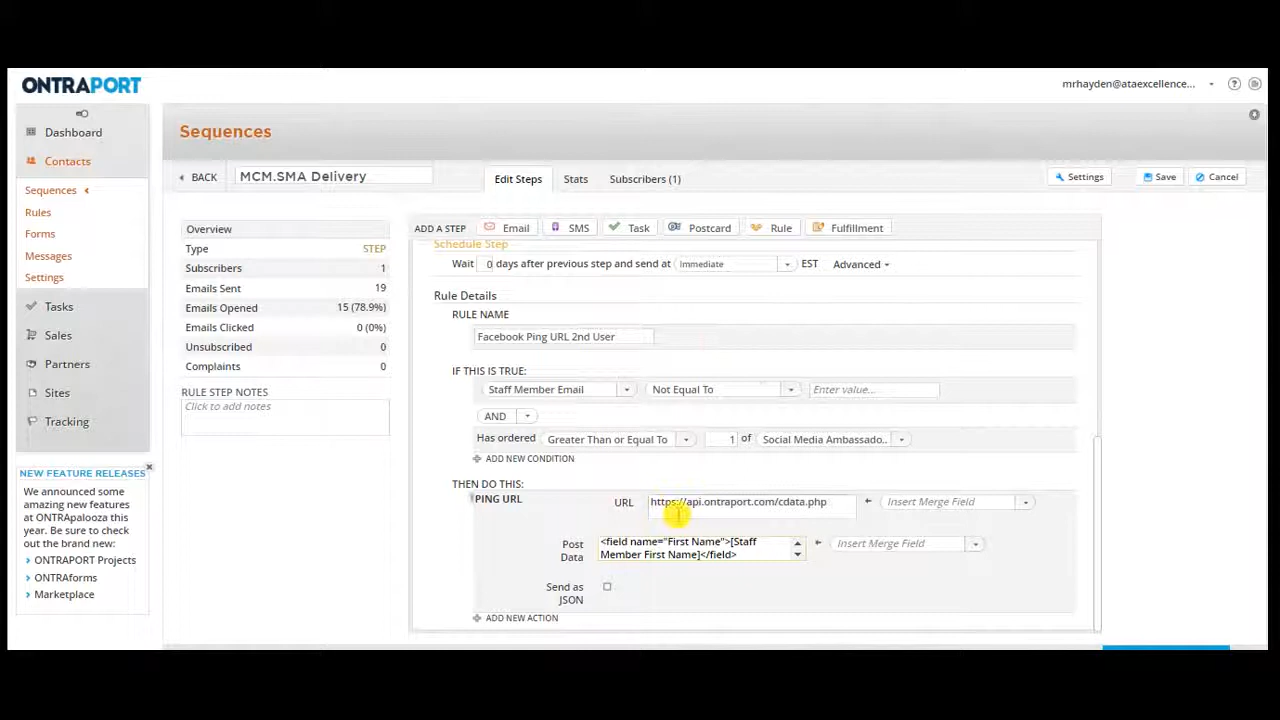 ONTRAPORT
mrhayden@ataexcellence...
Dashboard
Contacts
Sequences
Rules
Forms
Messages
Settings
Tasks
Sales
Partners
Sites
Tracking
NEW FEATURE RELEASES
We announced some
amazing new features
at ONTRApalooza this
year. Be sure to check
out the brand new:
ONTRAPORT Projects
ONTRAforms
Marketplace
Sequences
BACK
MCM.SMA Delivery
Edit Steps
Stats
Subscribers (1)
Settings
Save
Cancel
Overview
Type STEP
Subscribers 1
Emails Sent 19
Emails Opened 15 (78.9%)
Emails Clicked 0 (0%)
Unsubscribed 0
Complaints 0
RULE STEP NOTES
Click to add notes
ADD A STEP Email SMS Task Postcard Rule Fulfillment
Schedule Step
Wait 0 days after previous step and send at Immediate EST Advanced
Rule Details
RULE NAME
Facebook Ping URL 2nd User
IF THIS IS TRUE:
Staff Member Email Not Equal To Enter value...
AND
Has ordered Greater Than or Equal To 1 of Social Media Ambassado..
ADD NEW CONDITION
THEN DO THIS:
PING URL URL https://api.ontraport.com/cdata.php Insert Merge Field
Post Data <field name="First Name">[Staff Insert Merge Field
Member First Name]</field>
Send as
JSON
ADD NEW ACTION